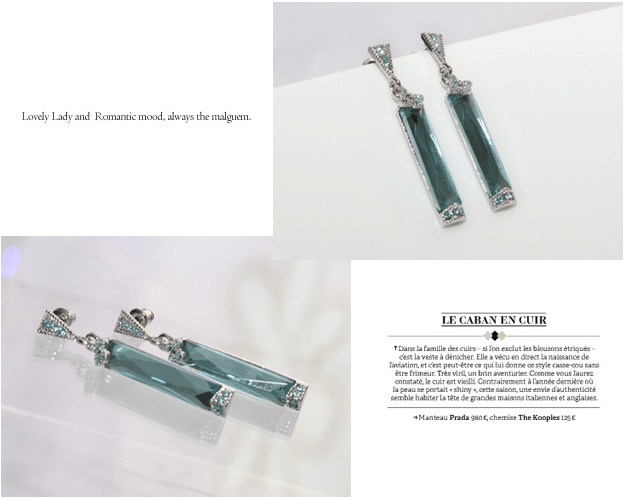 Lovely Lady and Romantic mood, always the malguem.
LE CABAN EN CUIR
Dans la famille des cuirs – si l'on exclut les blousons étriqués –
c'est la veste à dénicher. Elle a vécu en direct la naissance de
l'aviation, et c'est peut-être ce qui lui donne ce style casse-cou sans
être frimeur. Très viril, un brin aventurier. Comme vous l'aurez
constaté, le cuir est vieilli. Contrairement à l'année dernière où
la peau se portait « shiny », cette saison, une envie d'authenticité
semble habiter la tête de grandes maisons italiennes et anglaises.
➔ Manteau Prada 980 €, chemise The Kooples 125 €